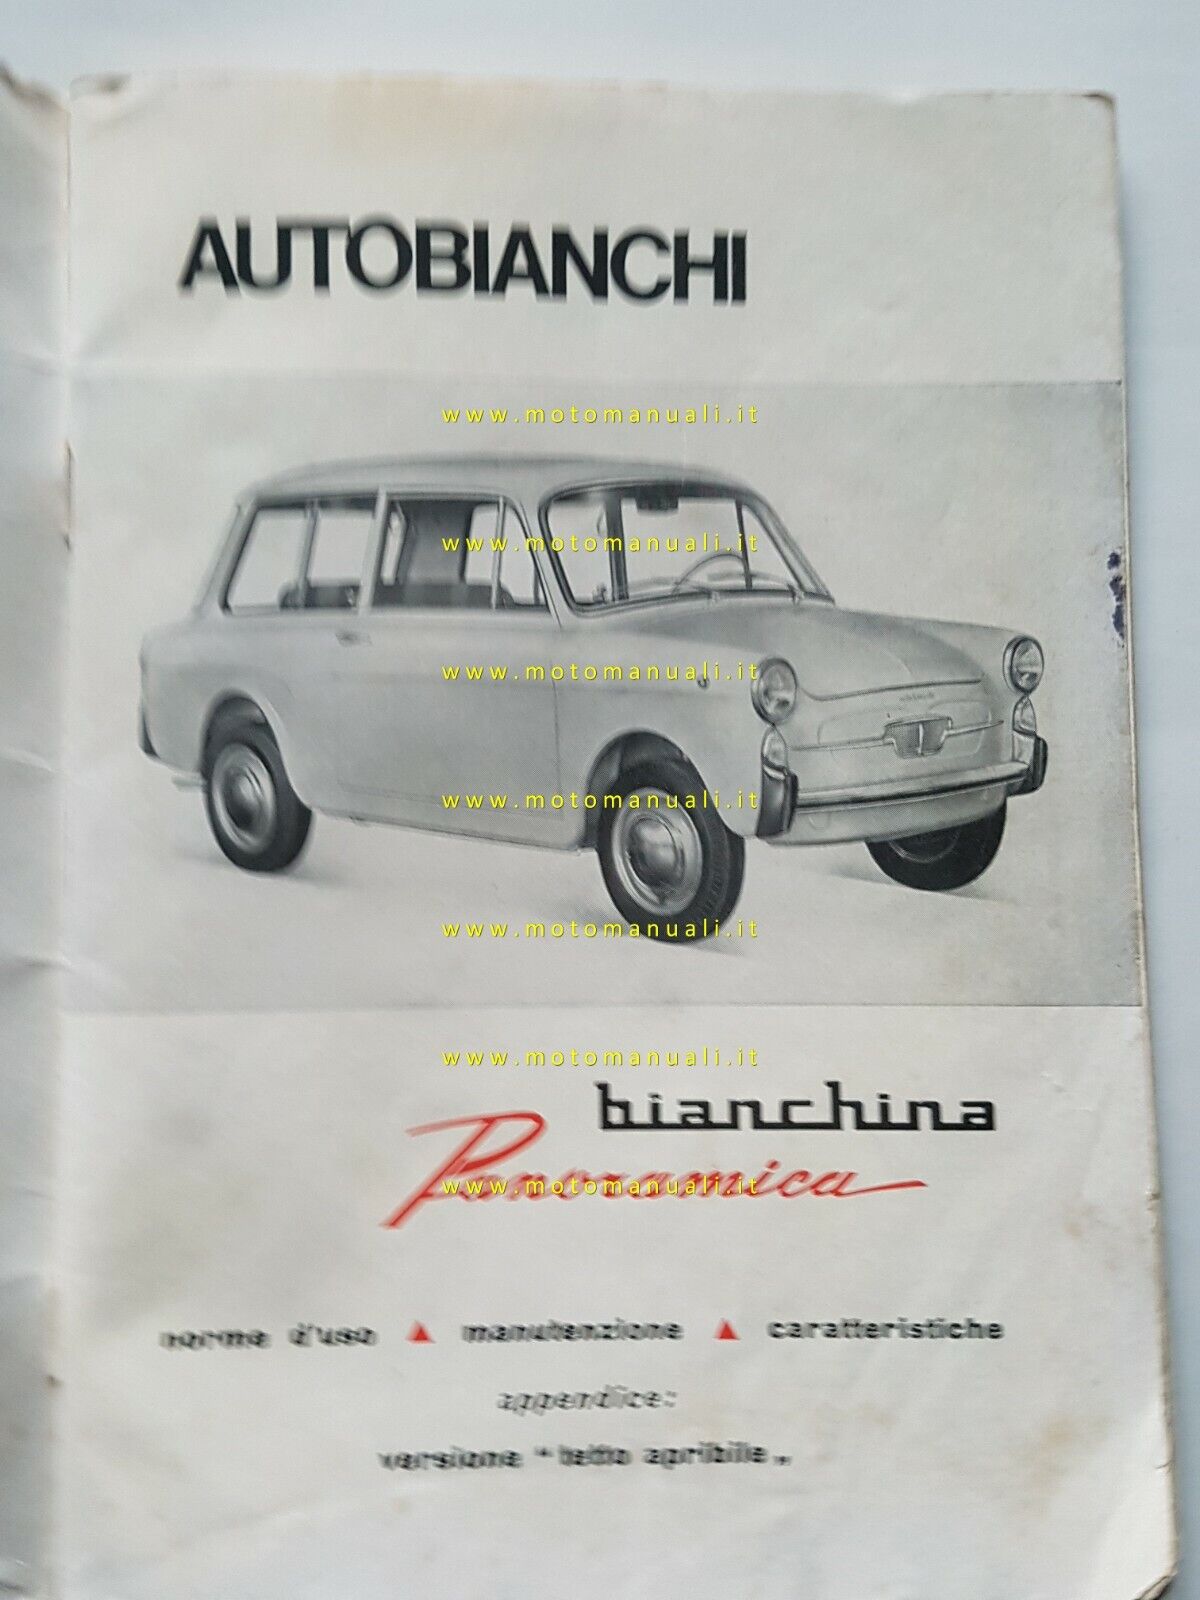 AUTOBIANCHI
www.motomanuali.it
www.motomanuali.it
www.motomanuali.it
www.motomanuali.it
www.motomanuali.it
www.motomanuali.it
bianchina
Panoramica
www.motomanuali.it
norme d'uso ▲ manutenzione ▲ caratteristiche
appendice:
versione “tetto apribile„